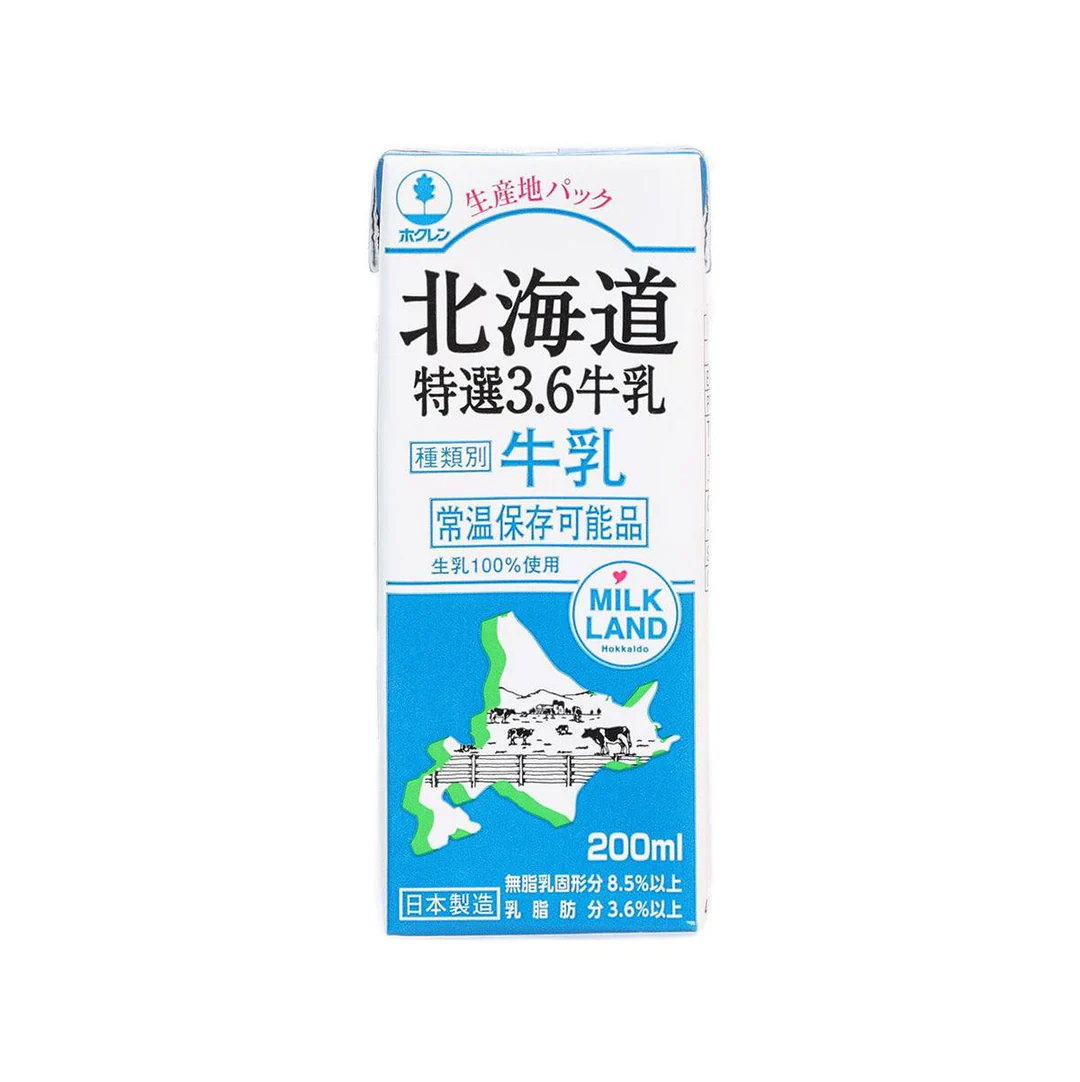 生産地パック
ホクレン
北海道
特選3.6牛乳
種類別 牛乳
常温保存可能品
生乳100%使用
MILK
LAND
Hokkaido
200ml
日本製造
無脂乳固形分 8.5%以上
乳脂肪分 3.6%以上